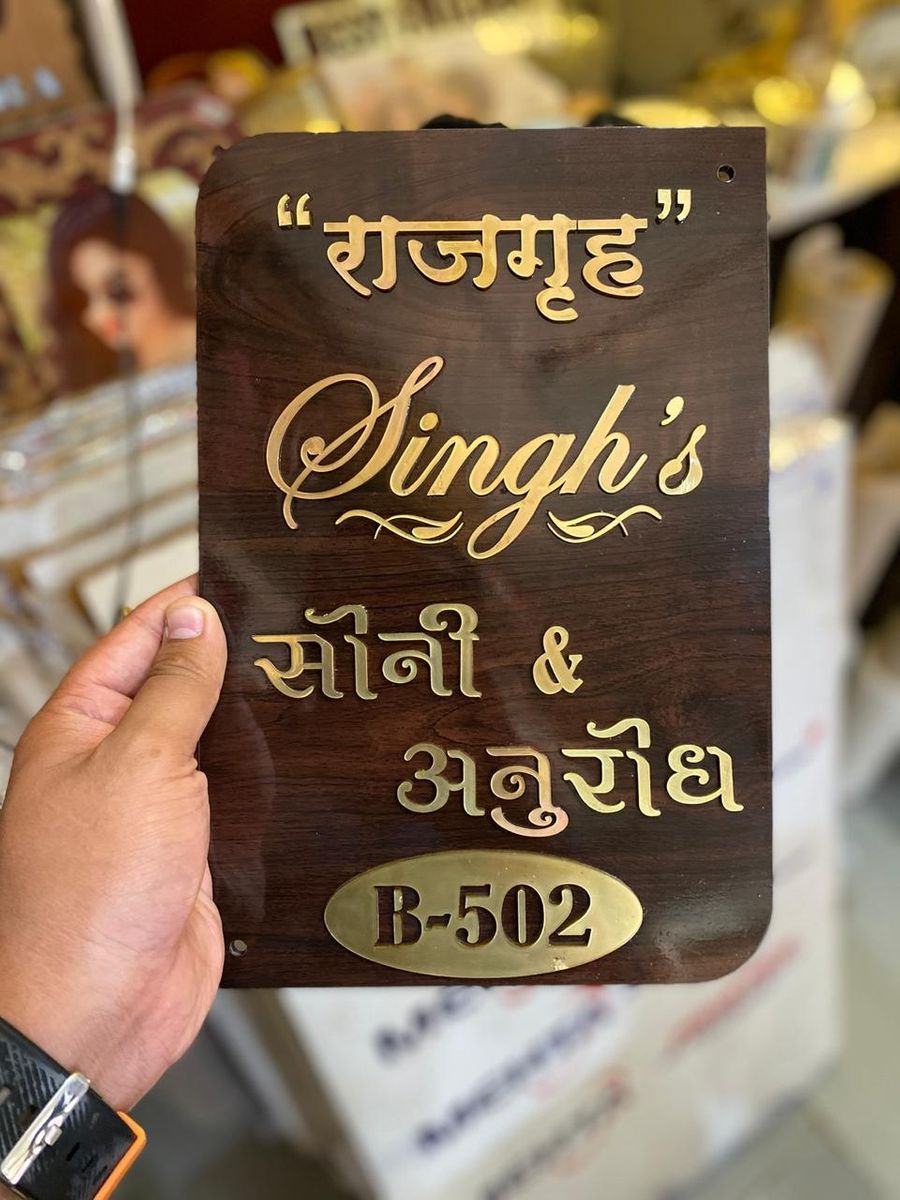 “राजगृह”
Singh's
सोनी &
अनुरोध
B-502